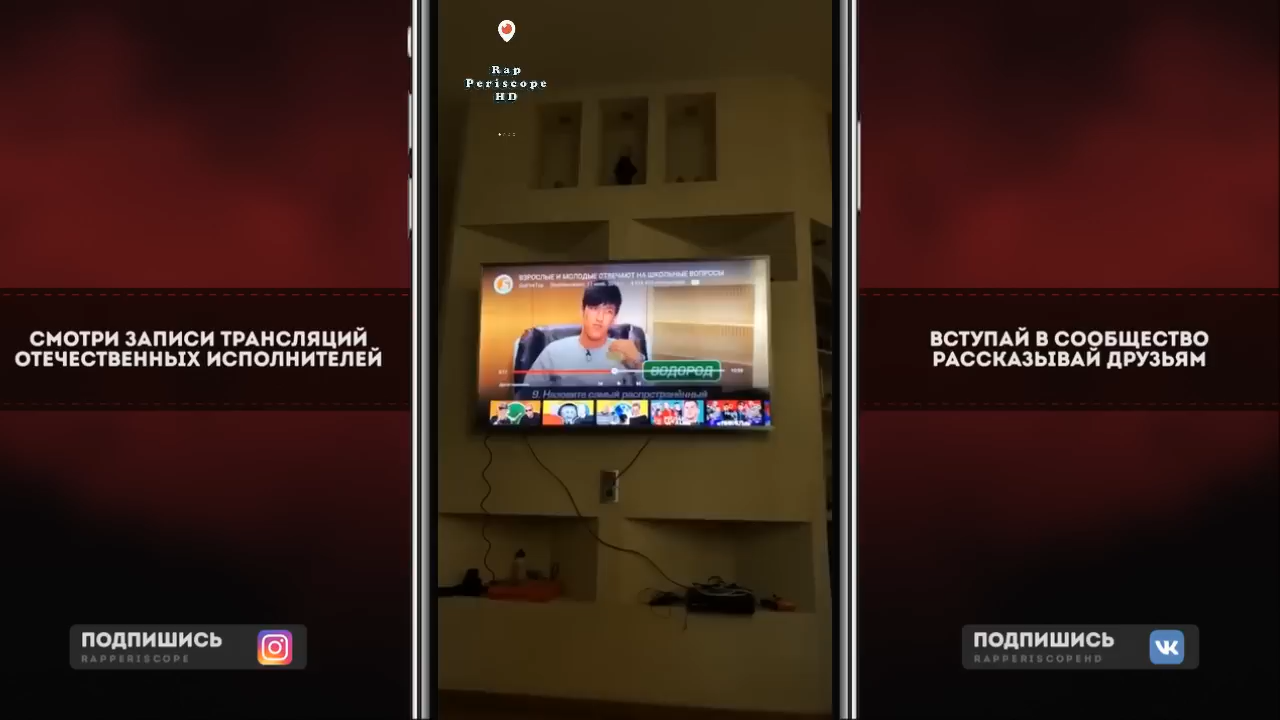 Rap
Periscope
HD
ВЗРОСЛЫЕ И МОЛОДЫЕ ОТВЕЧАЮТ НА ШКОЛЬНЫЕ ВОПРОСЫ
ВОДОРОД
9. Назовите самый распространённый
СМОТРИ ЗАПИСИ ТРАНСЛЯЦИЙ
ОТЕЧЕСТВЕННЫХ ИСПОЛНИТЕЛЕЙ
ВСТУПАЙ В СООБЩЕСТВО
РАССКАЗЫВАЙ ДРУЗЬЯМ
ПОДПИШИСЬ
RAPPERISCOPE
ПОДПИШИСЬ
RAPPERISCOPEHD